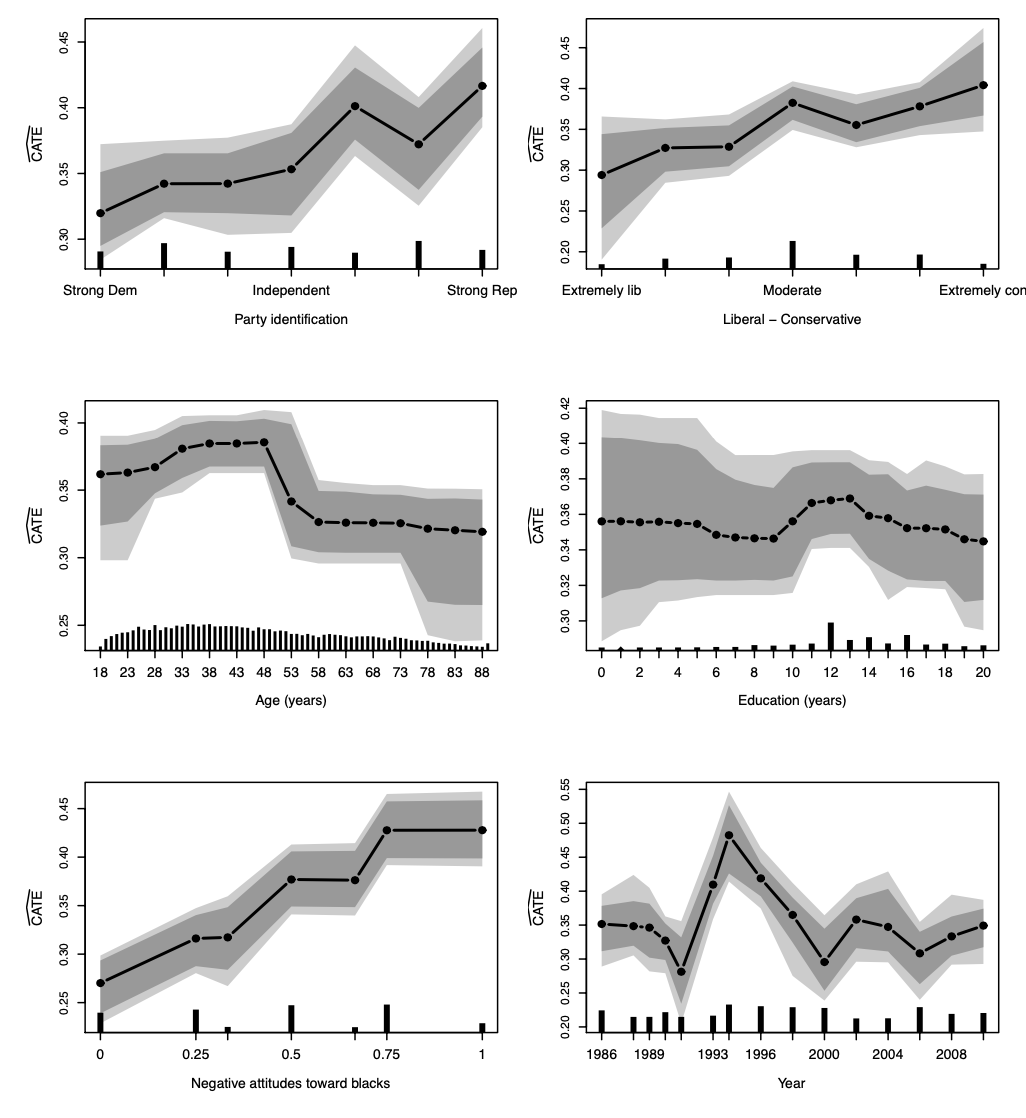 CATE
0.45
0.40
0.35
0.30
Strong Dem Independent Strong Rep
Party identification
CATE
0.45
0.40
0.35
0.30
0.25
0.20
Extremely lib Moderate Extremely con
Liberal – Conservative
CATE
0.40
0.35
0.30
0.25
18 23 28 33 38 43 48 53 58 63 68 73 78 83 88
Age (years)
CATE
0.42
0.40
0.38
0.36
0.34
0.32
0.30
0 2 4 6 8 10 12 14 16 18 20
Education (years)
CATE
0.45
0.40
0.35
0.30
0.25
0 0.25 0.5 0.75 1
Negative attitudes toward blacks
CATE
0.55
0.50
0.45
0.40
0.35
0.30
0.25
0.20
1986 1989 1993 1996 2000 2004 2008
Year